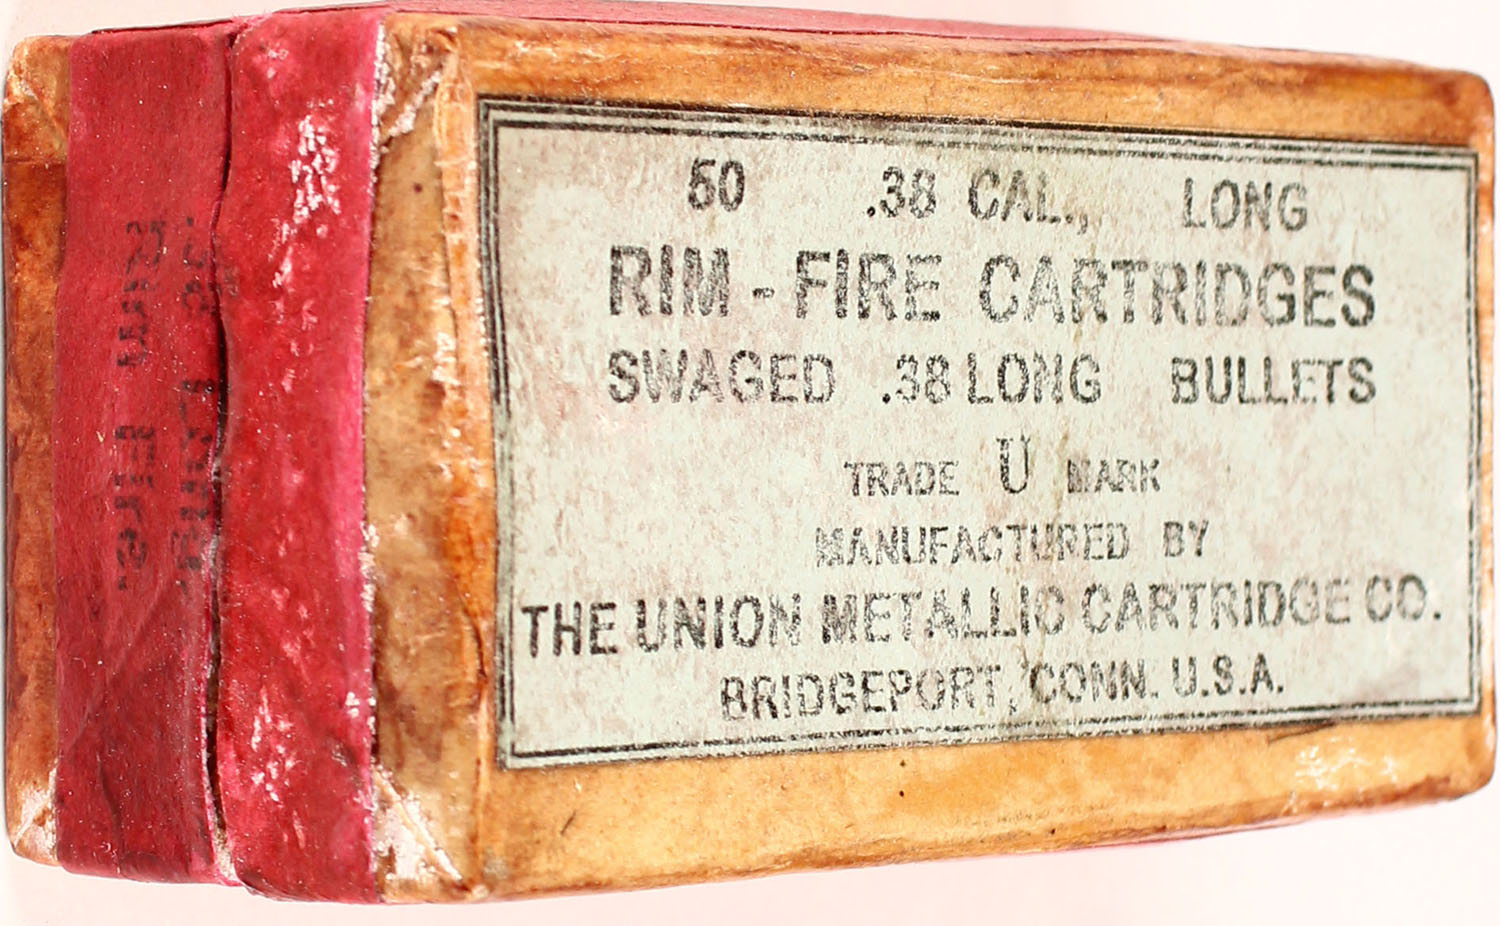 50 .38 CAL., LONG
RIM - FIRE CARTRIDGES
SWAGED .38 LONG BULLETS
TRADE U MARK
MANUFACTURED BY
THE UNION METALLIC CARTRIDGE CO.
BRIDGEPORT, CONN. U.S.A.